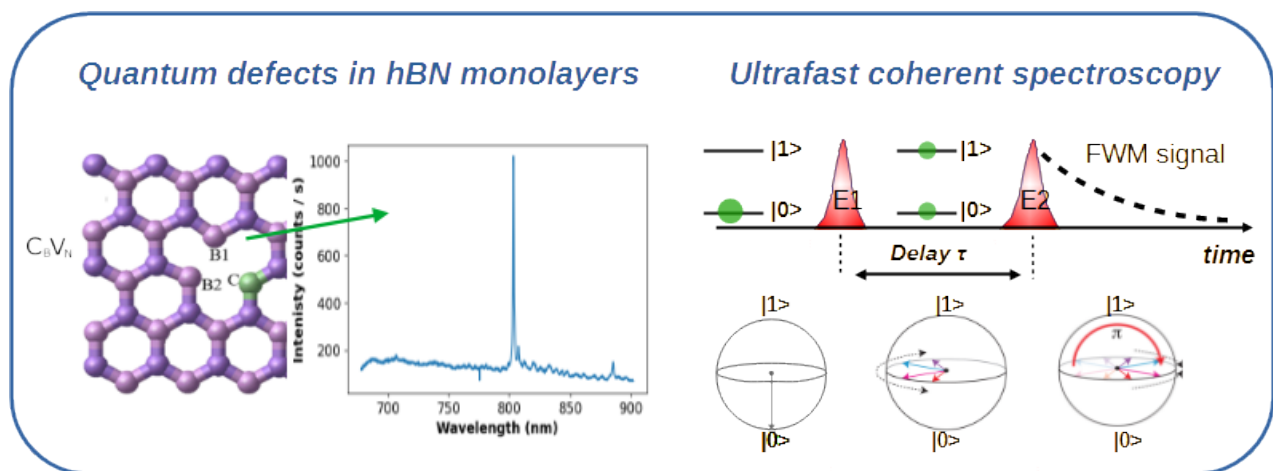 Quantum defects in hBN monolayers
CBVN
B1
B2
C
Intenisty (counts / s)
1000
800
600
400
200
700
750
800
850
900
Wavelength (nm)
Ultrafast coherent spectroscopy
|1>
|0>
E1
|1>
|0>
E2
FWM signal
time
Delay τ
|1>
|0>
|1>
|0>
|1>
π
|0>